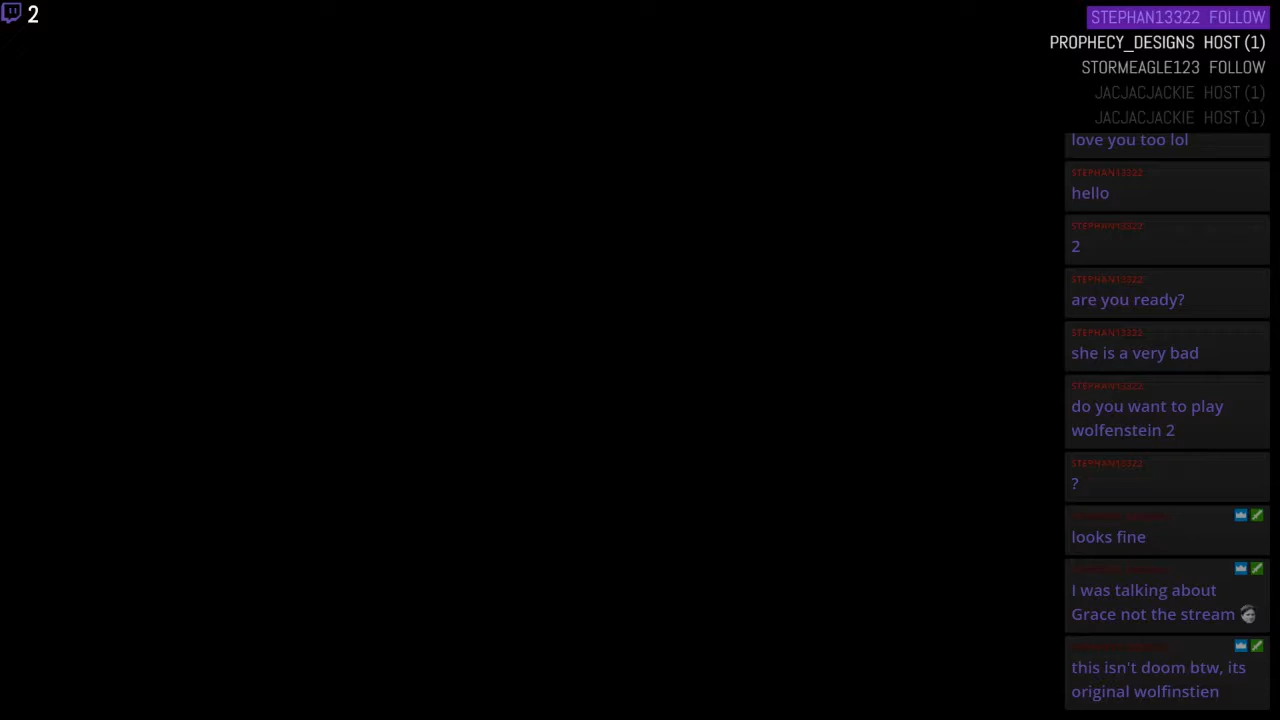 2
STEPHAN13322 FOLLOW
PROPHECY_DESIGNS HOST (1)
STORMEAGLE123 FOLLOW
JACJACJACKIE HOST (1)
JACJACJACKIE HOST (1)
love you too lol
STEPHAN13322
hello
STEPHAN13322
2
STEPHAN13322
are you ready?
STEPHAN13322
she is a very bad
STEPHAN13322
do you want to play
wolfenstein 2
STEPHAN13322
?
looks fine
I was talking about
Grace not the stream
this isn't doom btw, its
original wolfinstien